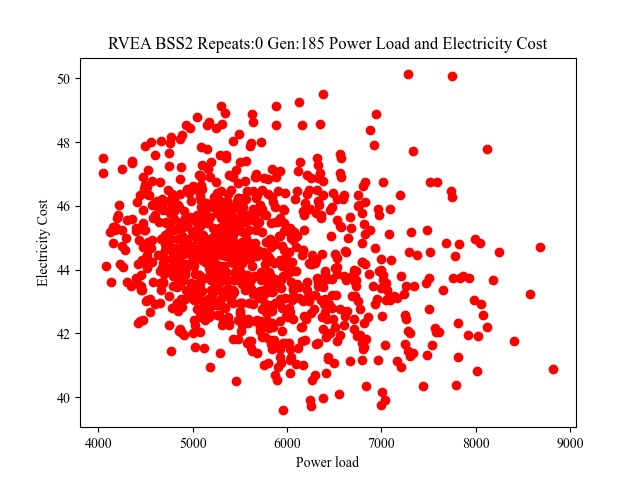 RVEA BSS2 Repeats:0 Gen:185 Power Load and Electricity Cost
50
48
46
44
42
40
Electricity Cost
4000 5000 6000 7000 8000 9000
Power load